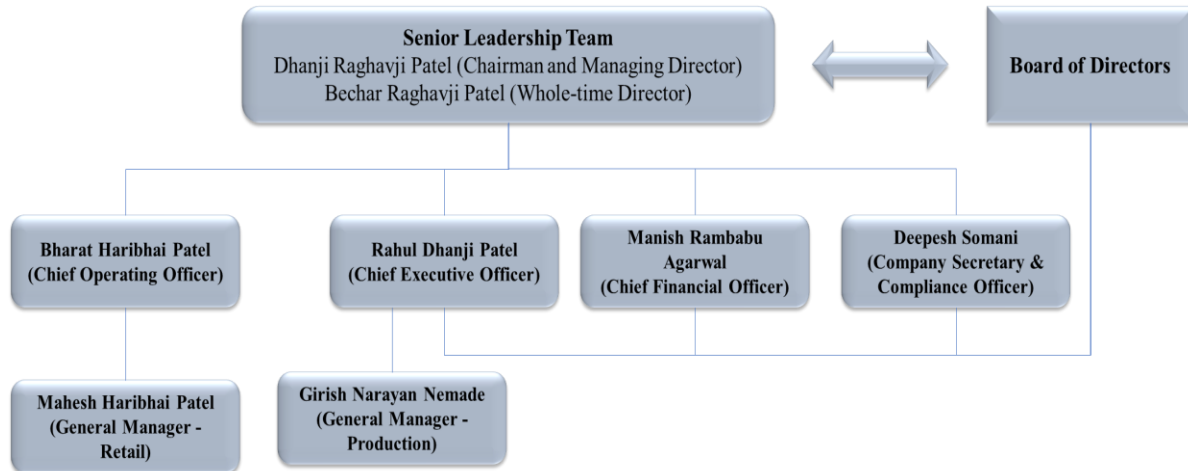 Senior Leadership Team
Dhanji Raghavji Patel (Chairman and Managing Director)
Bechar Raghavji Patel (Whole-time Director)
Board of Directors
Bharat Haribhai Patel
(Chief Operating Officer)
Rahul Dhanji Patel
(Chief Executive Officer)
Manish Rambabu
Agarwal
(Chief Financial Officer)
Deepesh Somani
(Company Secretary &
Compliance Officer)
Mahesh Haribhai Patel
(General Manager -
Retail)
Girish Narayan Nemade
(General Manager -
Production)